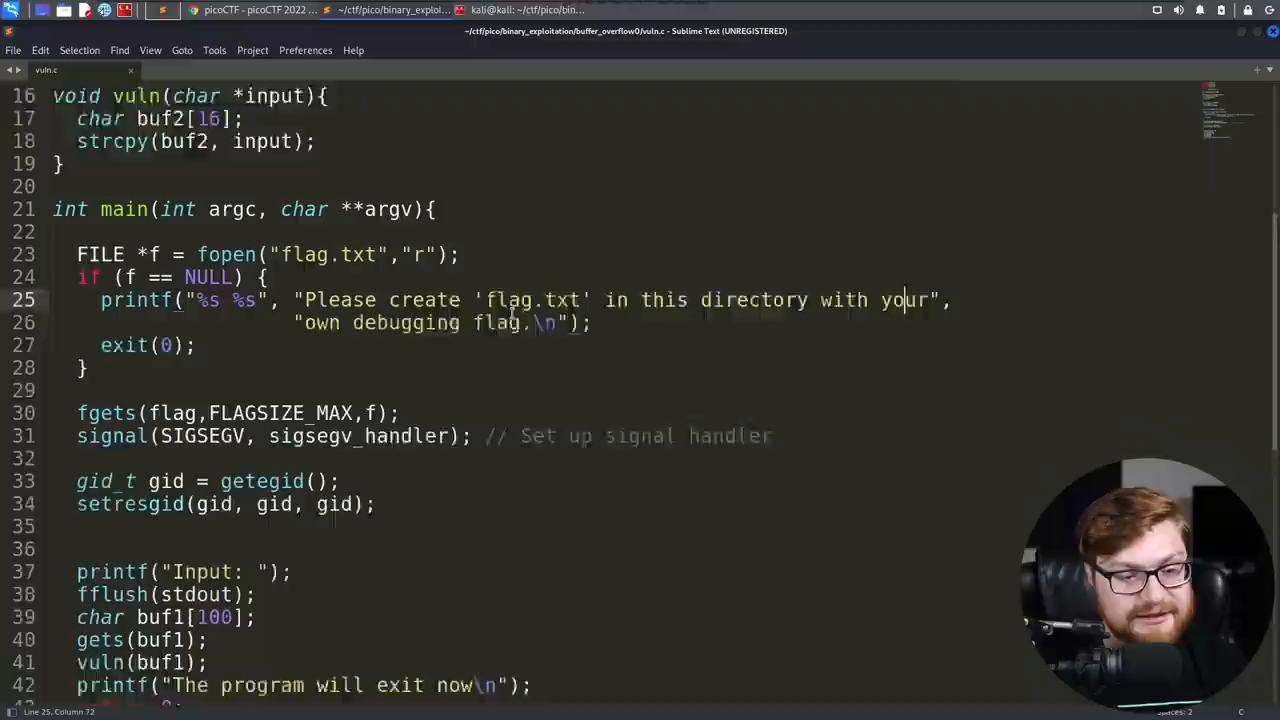 picoCTF - picoCTF 2022 ...
~/ctf/pico/binary_exploi...
kali@kali: ~/ctf/pico/bin...
~/ctf/pico/binary_exploitation/buffer_overflow0/vuln.c - Sublime Text (UNREGISTERED)
File Edit Selection Find View Goto Tools Project Preferences Help
vuln.c
16 void vuln(char *input){
17 char buf2[16];
18 strcpy(buf2, input);
19 }
20
21 int main(int argc, char **argv){
22
23 FILE *f = fopen("flag.txt","r");
24 if (f == NULL) {
25 printf("%s %s", "Please create 'flag.txt' in this directory with your",
26 "own debugging flag.\n");
27 exit(0);
28 }
29
30 fgets(flag,FLAGSIZE_MAX,f);
31 signal(SIGSEGV, sigsegv_handler); // Set up signal handler
32
33 gid_t gid = getegid();
34 setresgid(gid, gid, gid);
35
36
37 printf("Input: ");
38 fflush(stdout);
39 char buf1[100];
40 gets(buf1);
41 vuln(buf1);
42 printf("The program will exit now\n");
Line 25, Column 72
Spaces: 2
C